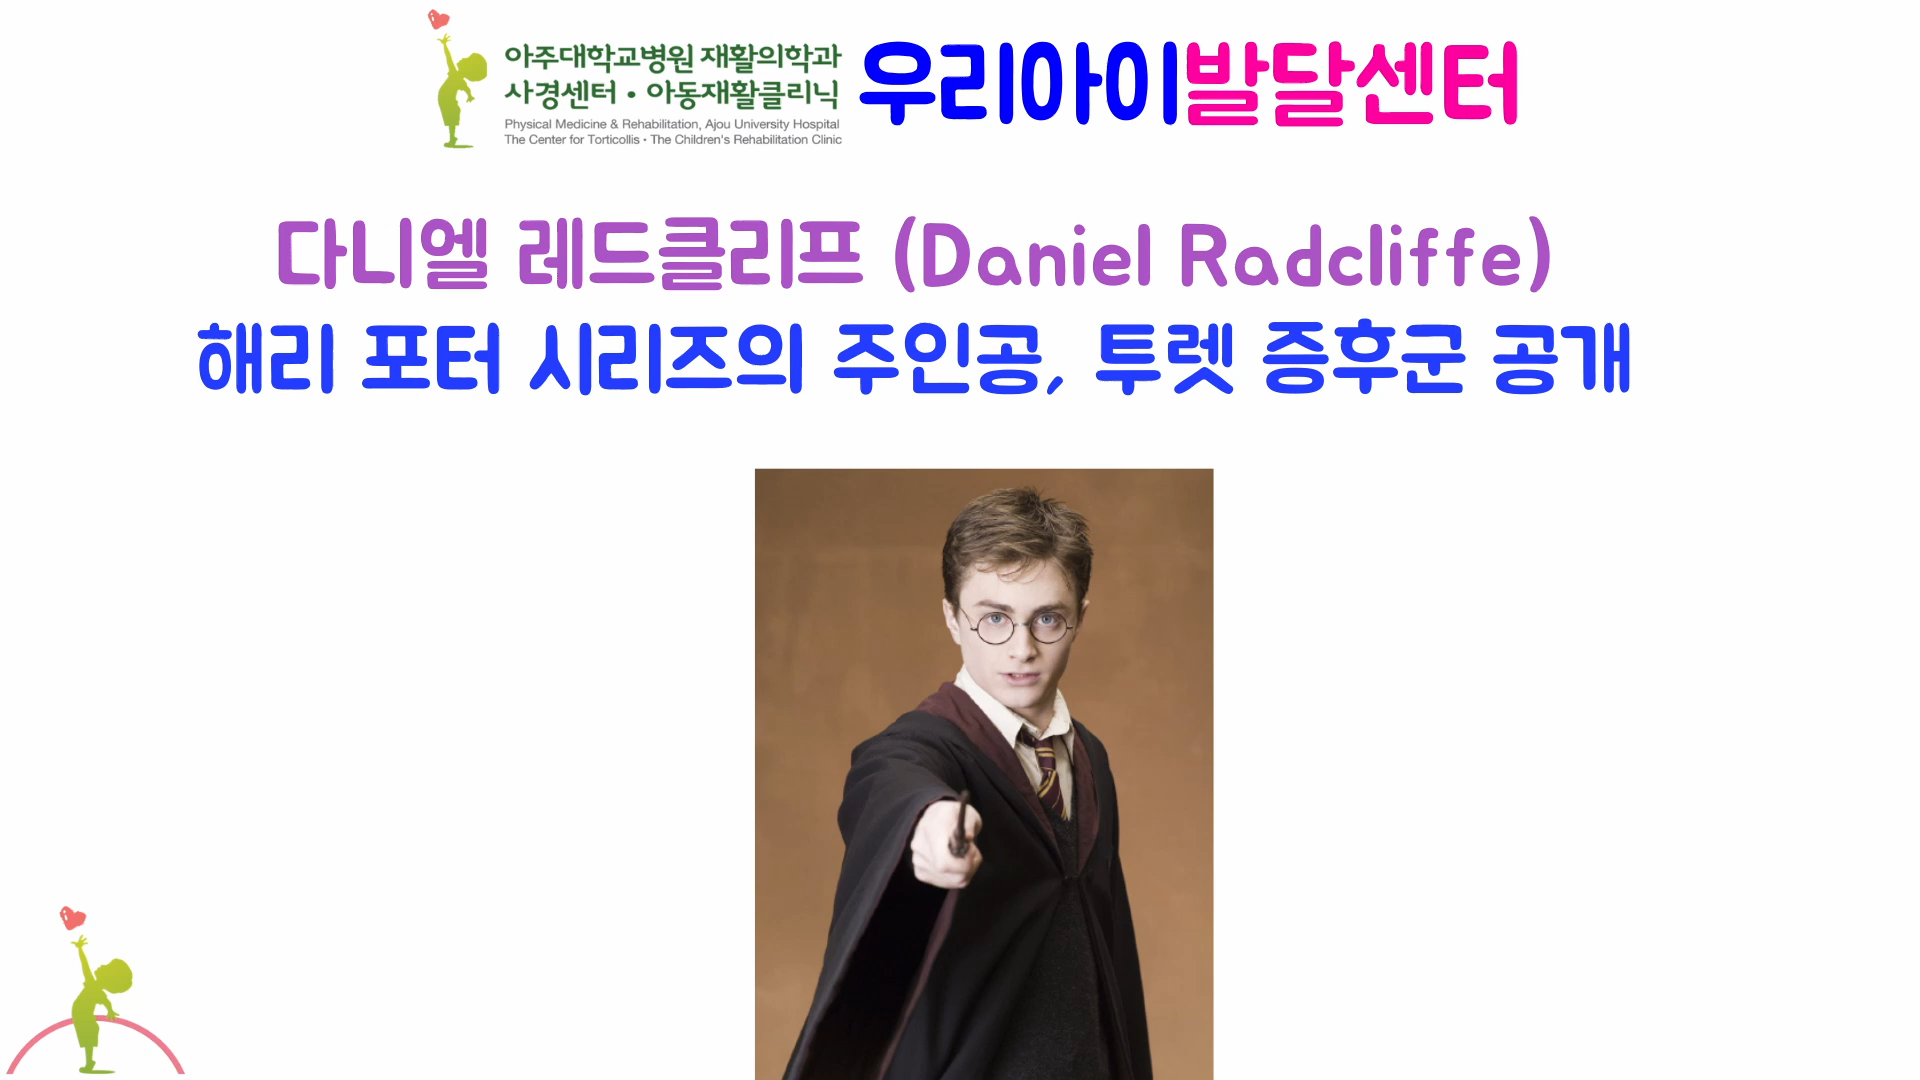 아주대학교병원 재활의학과
사경센터 • 아동재활클리닉
Physical Medicine & Rehabilitation, Ajou University Hospital
The Center for Torticollis • The Children's Rehabilitation Clinic
우리아이발달센터
다니엘 레드클리프 (Daniel Radcliffe)
해리 포터 시리즈의 주인공, 투렛 증후군 공개